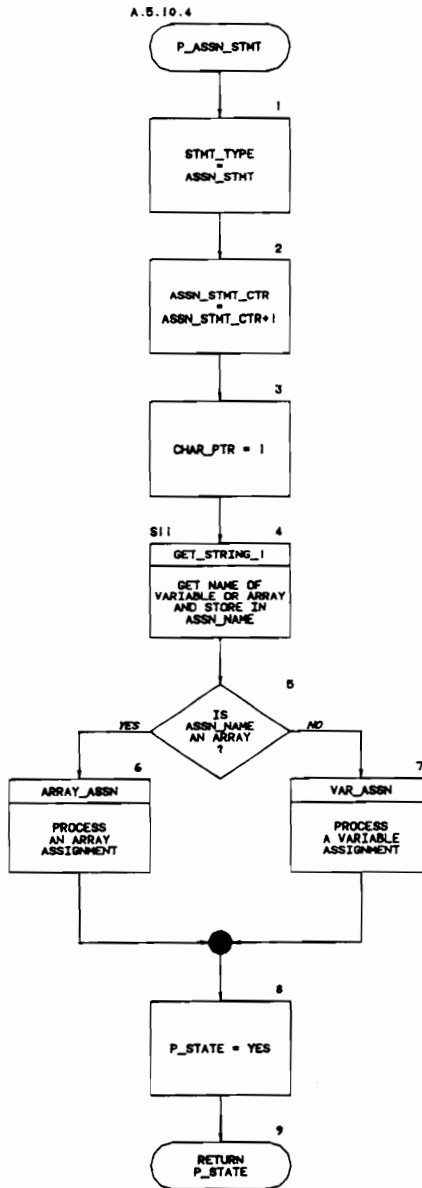 A.5.10.4
P_ASSN_STMT
1
STMT_TYPE
=
ASSN_STMT
2
ASSN_STMT_CTR
=
ASSN_STMT_CTR+1
3
CHAR_PTR = 1
S11
4
GET_STRING_1
GET NAME OF
VARIABLE OR ARRAY
AND STORE IN
ASSN_NAME
5
IS
ASSN_NAME
AN ARRAY
?
YES
NO
6
ARRAY_ASSN
PROCESS
AN ARRAY
ASSIGNMENT
7
VAR_ASSN
PROCESS
A VARIABLE
ASSIGNMENT
8
P_STATE = YES
9
RETURN
P_STATE